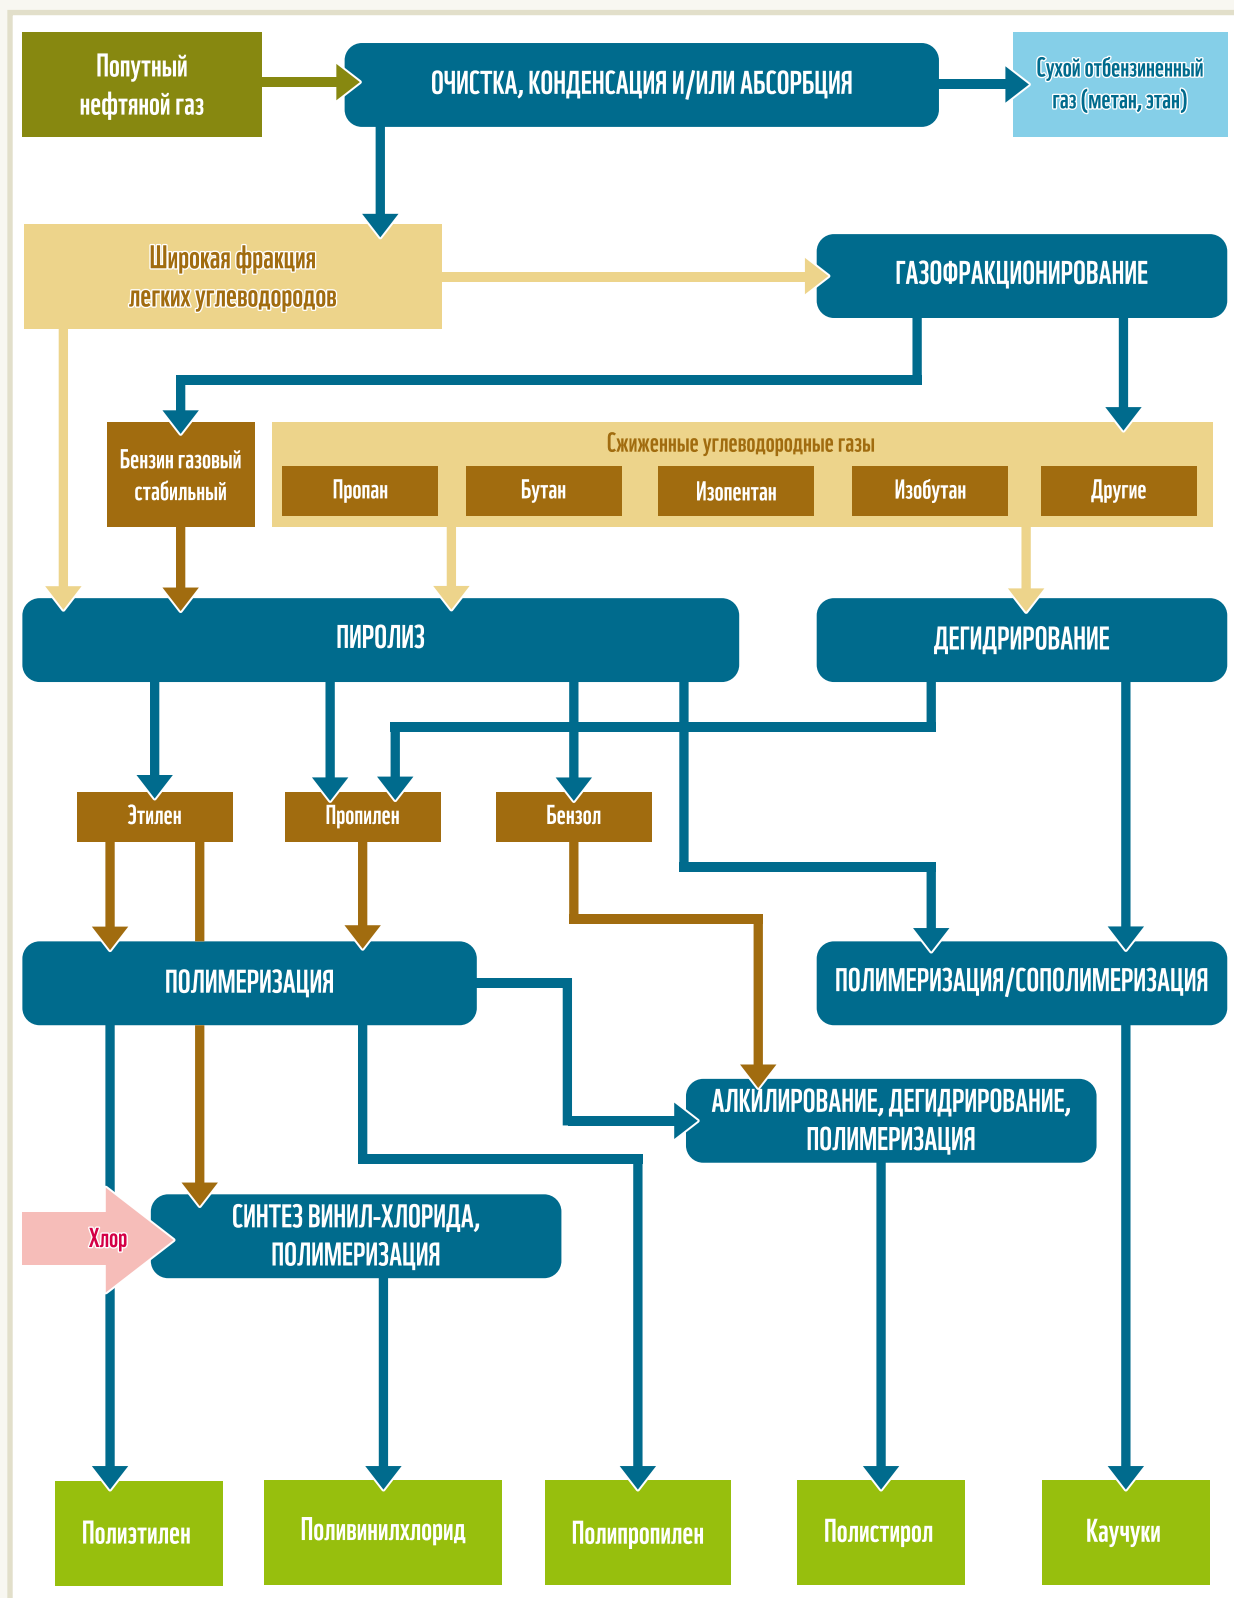 Попутный
нефтяной газ
ОЧИСТКА, КОНДЕНСАЦИЯ И/ИЛИ АБСОРБЦИЯ
Сухой отбензиненный
газ (метан, этан)
Широкая фракция
легких углеводородов
ГАЗОФРАКЦИОНИРОВАНИЕ
Бензин газовый
стабильный
Сжиженные углеводородные газы
Пропан
Бутан
Изопентан
Изобутан
Другие
ПИРОЛИЗ
ДЕГИДРИРОВАНИЕ
Этилен
Пропилен
Бензол
ПОЛИМЕРИЗАЦИЯ
ПОЛИМЕРИЗАЦИЯ/СОПОЛИМЕРИЗАЦИЯ
АЛКИЛИРОВАНИЕ, ДЕГИДРИРОВАНИЕ,
ПОЛИМЕРИЗАЦИЯ
Хлор
СИНТЕЗ ВИНИЛ-ХЛОРИДА,
ПОЛИМЕРИЗАЦИЯ
Полиэтилен
Поливинилхлорид
Полипропилен
Полистирол
Каучуки